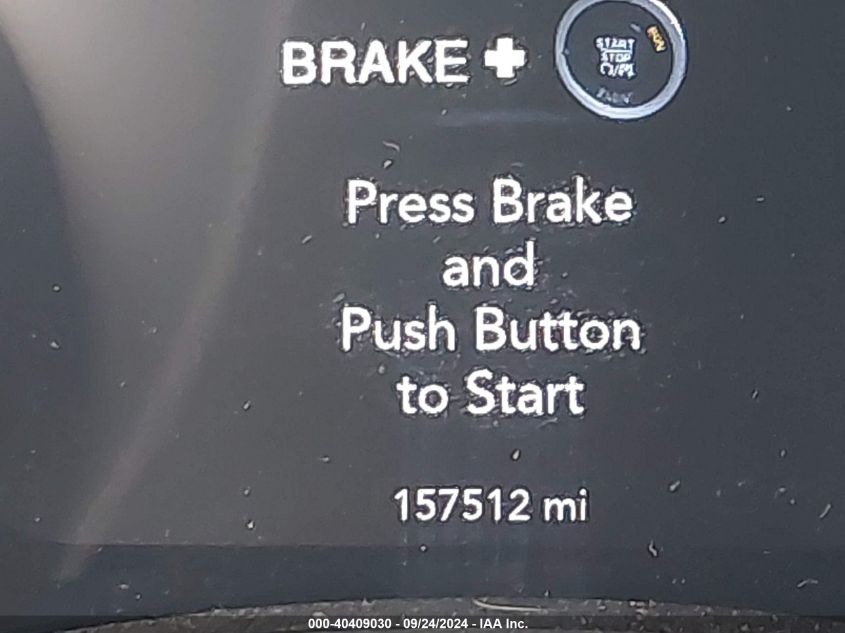 BRAKE +
START
STOP
RUN
Press Brake
and
Push Button
to Start
157512 mi
000-40409030 - 09/24/2024 - IAA Inc.